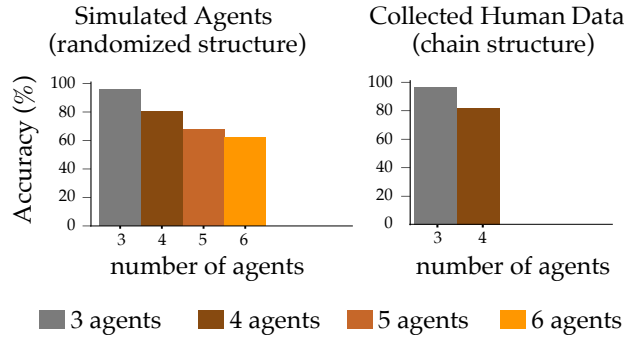 Simulated Agents
(randomized structure)
Collected Human Data
(chain structure)
Accuracy (%)
100
80
60
40
20
0
3 4 5 6
number of agents
100
80
60
40
20
0
3 4
number of agents
3 agents 4 agents 5 agents 6 agents